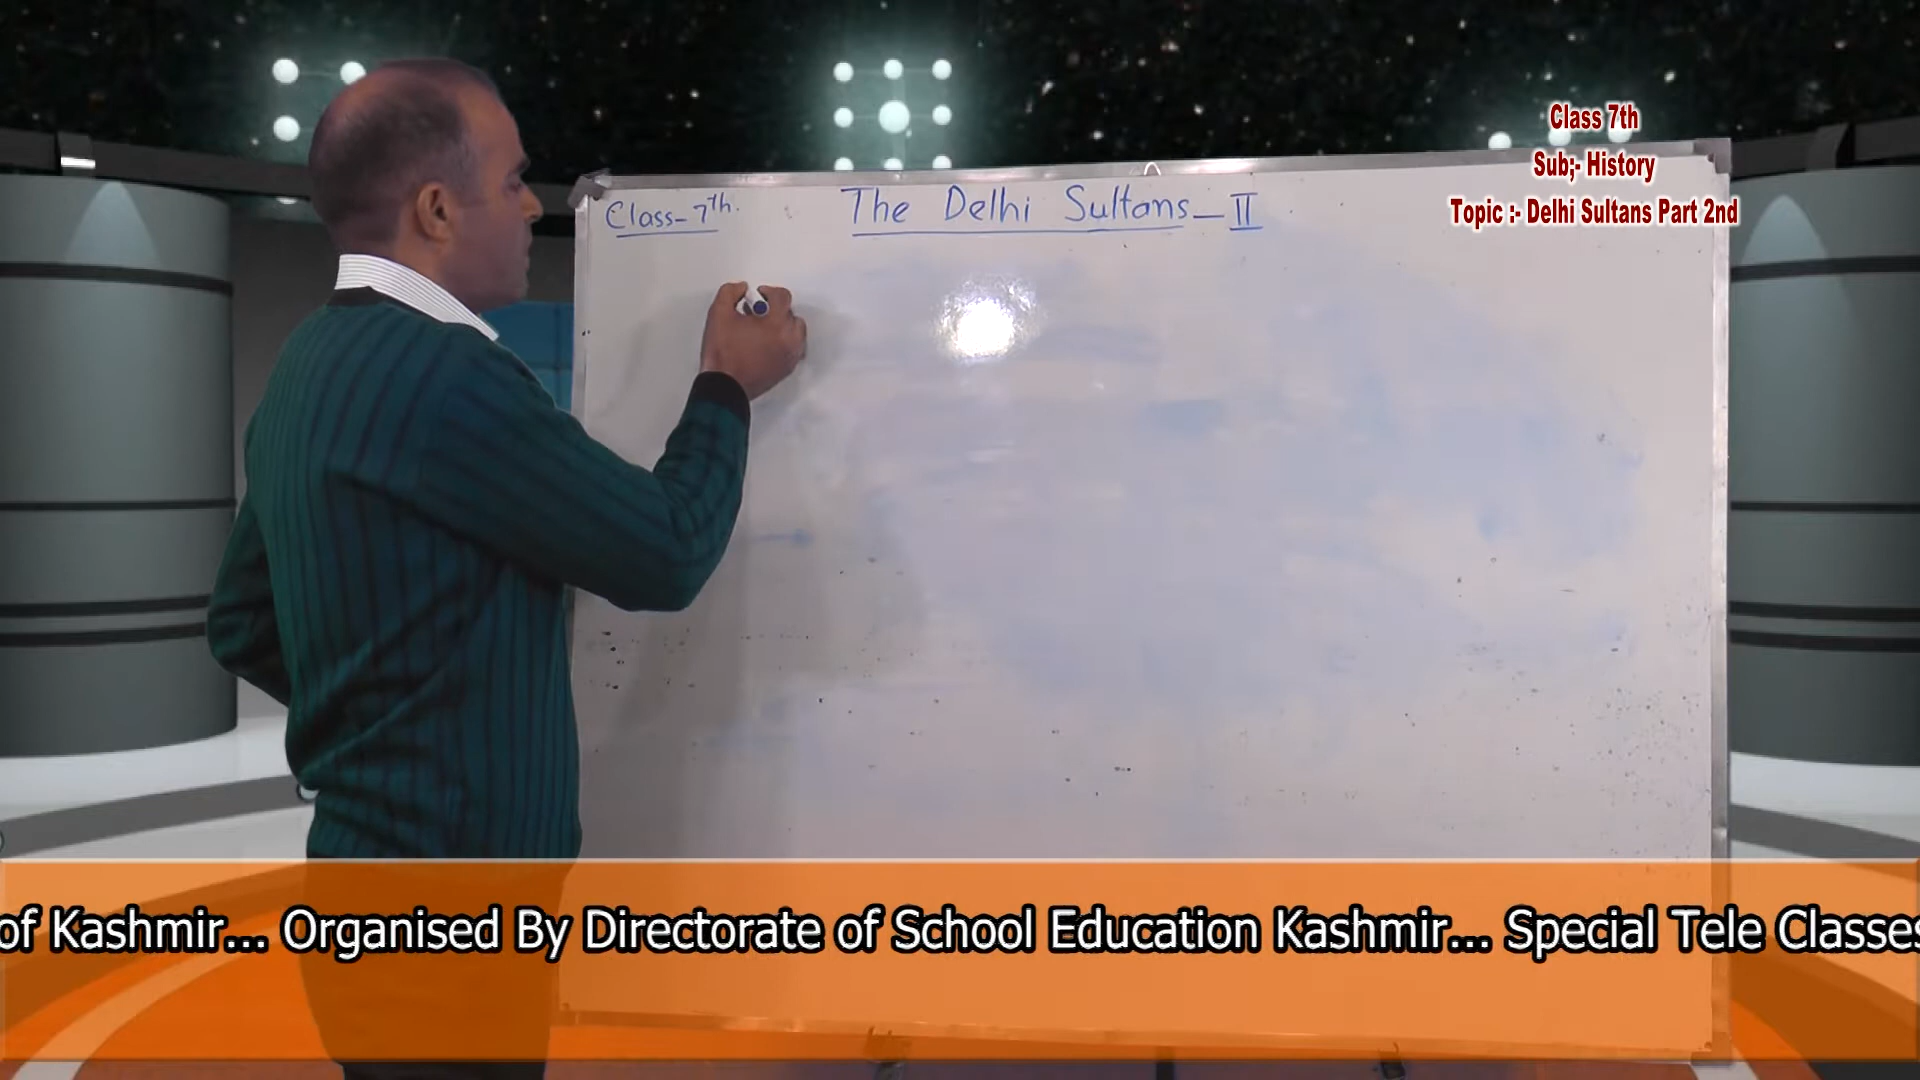 Class 7th
Sub;- History
Topic :- Delhi Sultans Part 2nd
Class-7th.
The Delhi Sultans-II
of Kashmir... Organised By Directorate of School Education Kashmir... Special Tele Classes